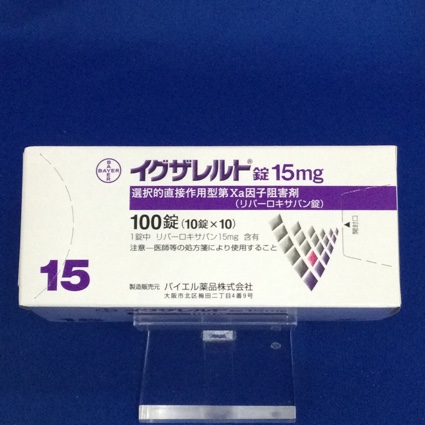 BAYER
BAYER
イグザレルト®錠15mg
選択的直接作用型第Xa因子阻害剤
(リバーロキサバン錠)
100錠(10錠×10)
1錠中 リバーロキサバン15mg 含有
注意－医師等の処方箋により使用すること
開封口
15
製造販売元 バイエル薬品株式会社
大阪市北区梅田二丁目4番9号